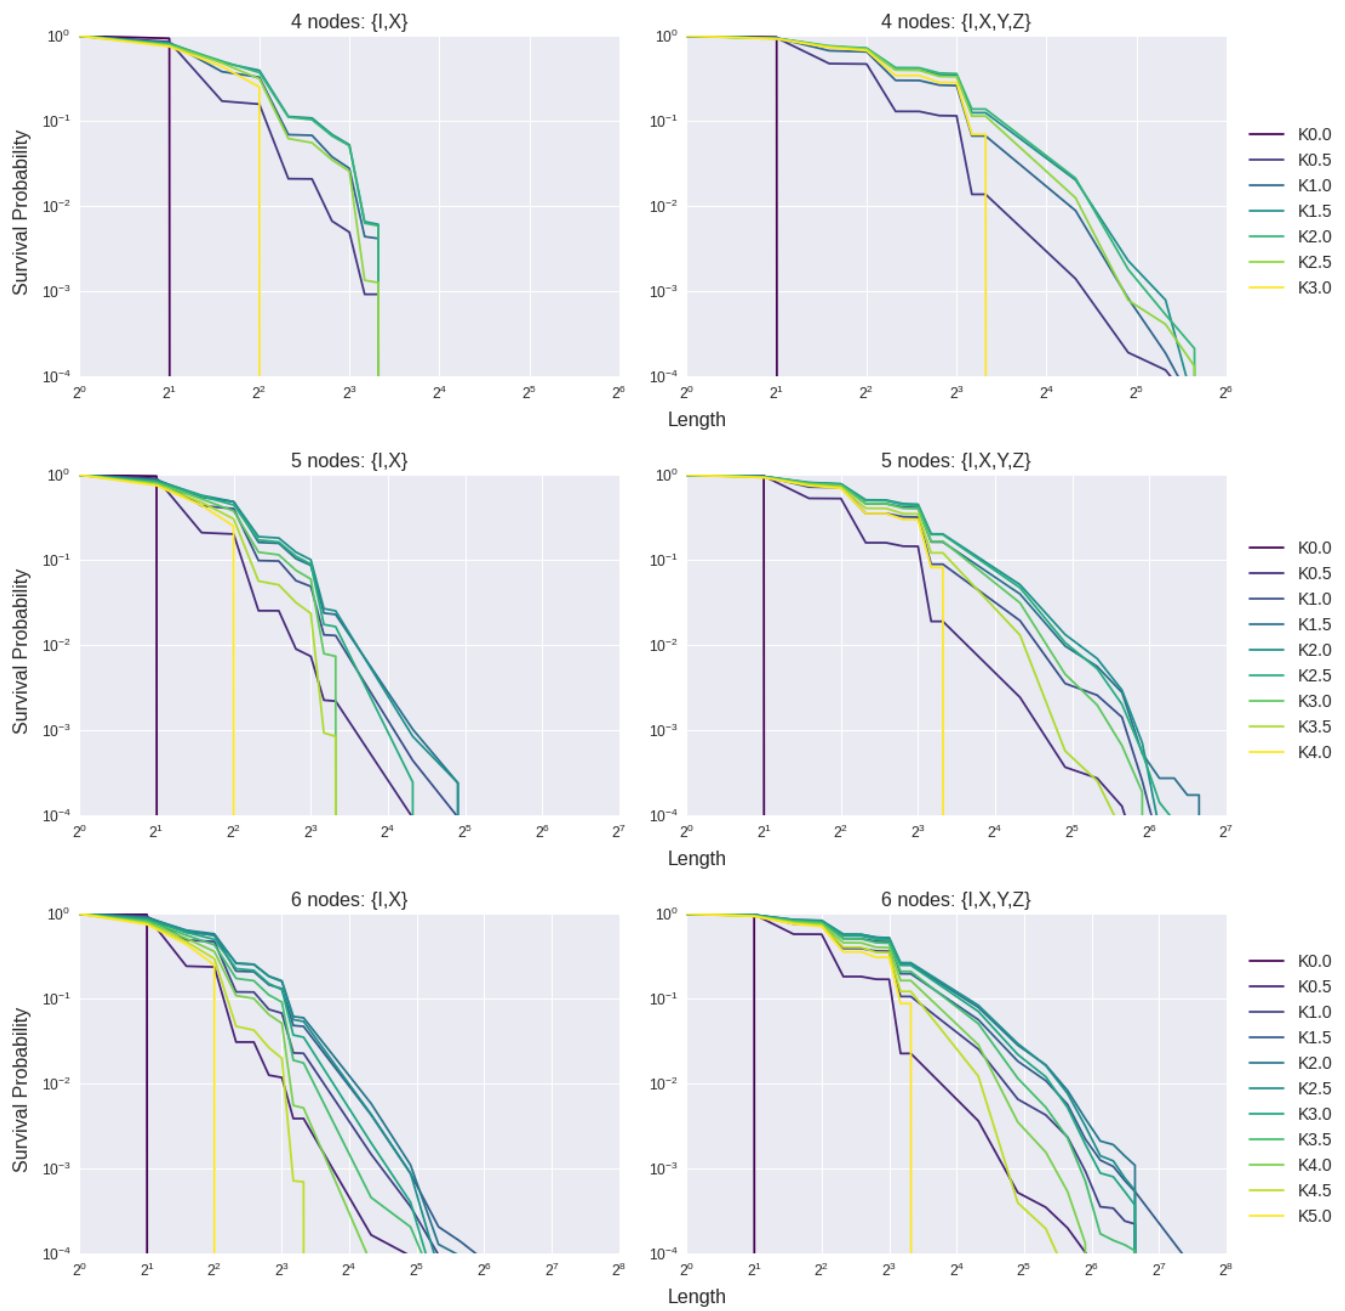 4 nodes: {I,X}
4 nodes: {I,X,Y,Z}
10⁰
10⁻¹
10⁻²
10⁻³
10⁻⁴
Survival Probability
2⁰ 2¹ 2² 2³ 2⁴ 2⁵ 2⁶
10⁰
10⁻¹
10⁻²
10⁻³
10⁻⁴
2⁰ 2¹ 2² 2³ 2⁴ 2⁵ 2⁶
Length
K0.0
K0.5
K1.0
K1.5
K2.0
K2.5
K3.0
5 nodes: {I,X}
5 nodes: {I,X,Y,Z}
10⁰
10⁻¹
10⁻²
10⁻³
10⁻⁴
Survival Probability
2⁰ 2¹ 2² 2³ 2⁴ 2⁵ 2⁶ 2⁷
10⁰
10⁻¹
10⁻²
10⁻³
10⁻⁴
2⁰ 2¹ 2² 2³ 2⁴ 2⁵ 2⁶ 2⁷
Length
K0.0
K0.5
K1.0
K1.5
K2.0
K2.5
K3.0
K3.5
K4.0
6 nodes: {I,X}
6 nodes: {I,X,Y,Z}
10⁰
10⁻¹
10⁻²
10⁻³
10⁻⁴
Survival Probability
2⁰ 2¹ 2² 2³ 2⁴ 2⁵ 2⁶ 2⁷ 2⁸
10⁰
10⁻¹
10⁻²
10⁻³
10⁻⁴
2⁰ 2¹ 2² 2³ 2⁴ 2⁵ 2⁶ 2⁷ 2⁸
Length
K0.0
K0.5
K1.0
K1.5
K2.0
K2.5
K3.0
K3.5
K4.0
K4.5
K5.0